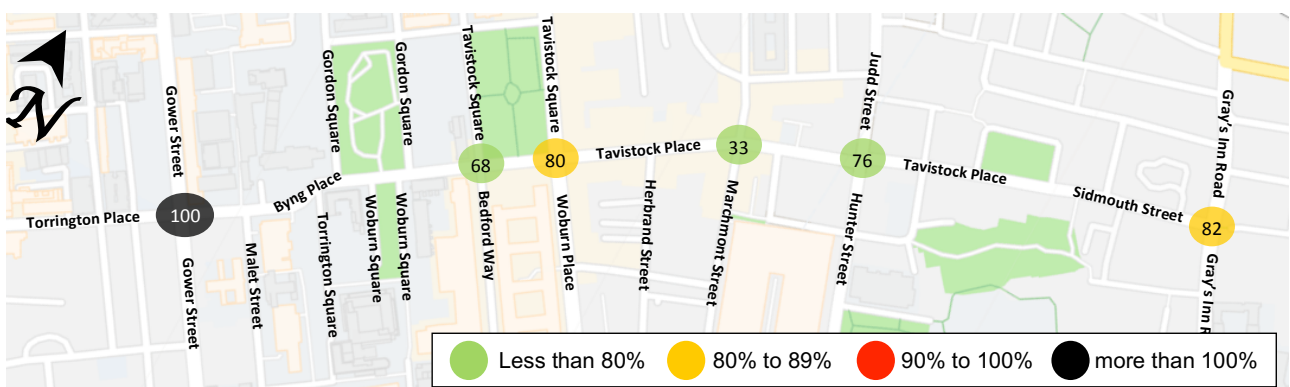 N
Gower Street
Gordon Square
Gordon Square
Tavistock Square
Tavistock Square
Judd Street
Gray's Inn Road
Torrington Place
100
Byng Place
68
80
Tavistock Place
33
76
Tavistock Place
Sidmouth Street
82
Gower Street
Malet Street
Torrington Square
Woburn Square
Woburn Square
Bedford Way
Woburn Place
Herbrand Street
Marchmont Street
Hunter Street
Gray's Inn R
Less than 80%
80% to 89%
90% to 100%
more than 100%